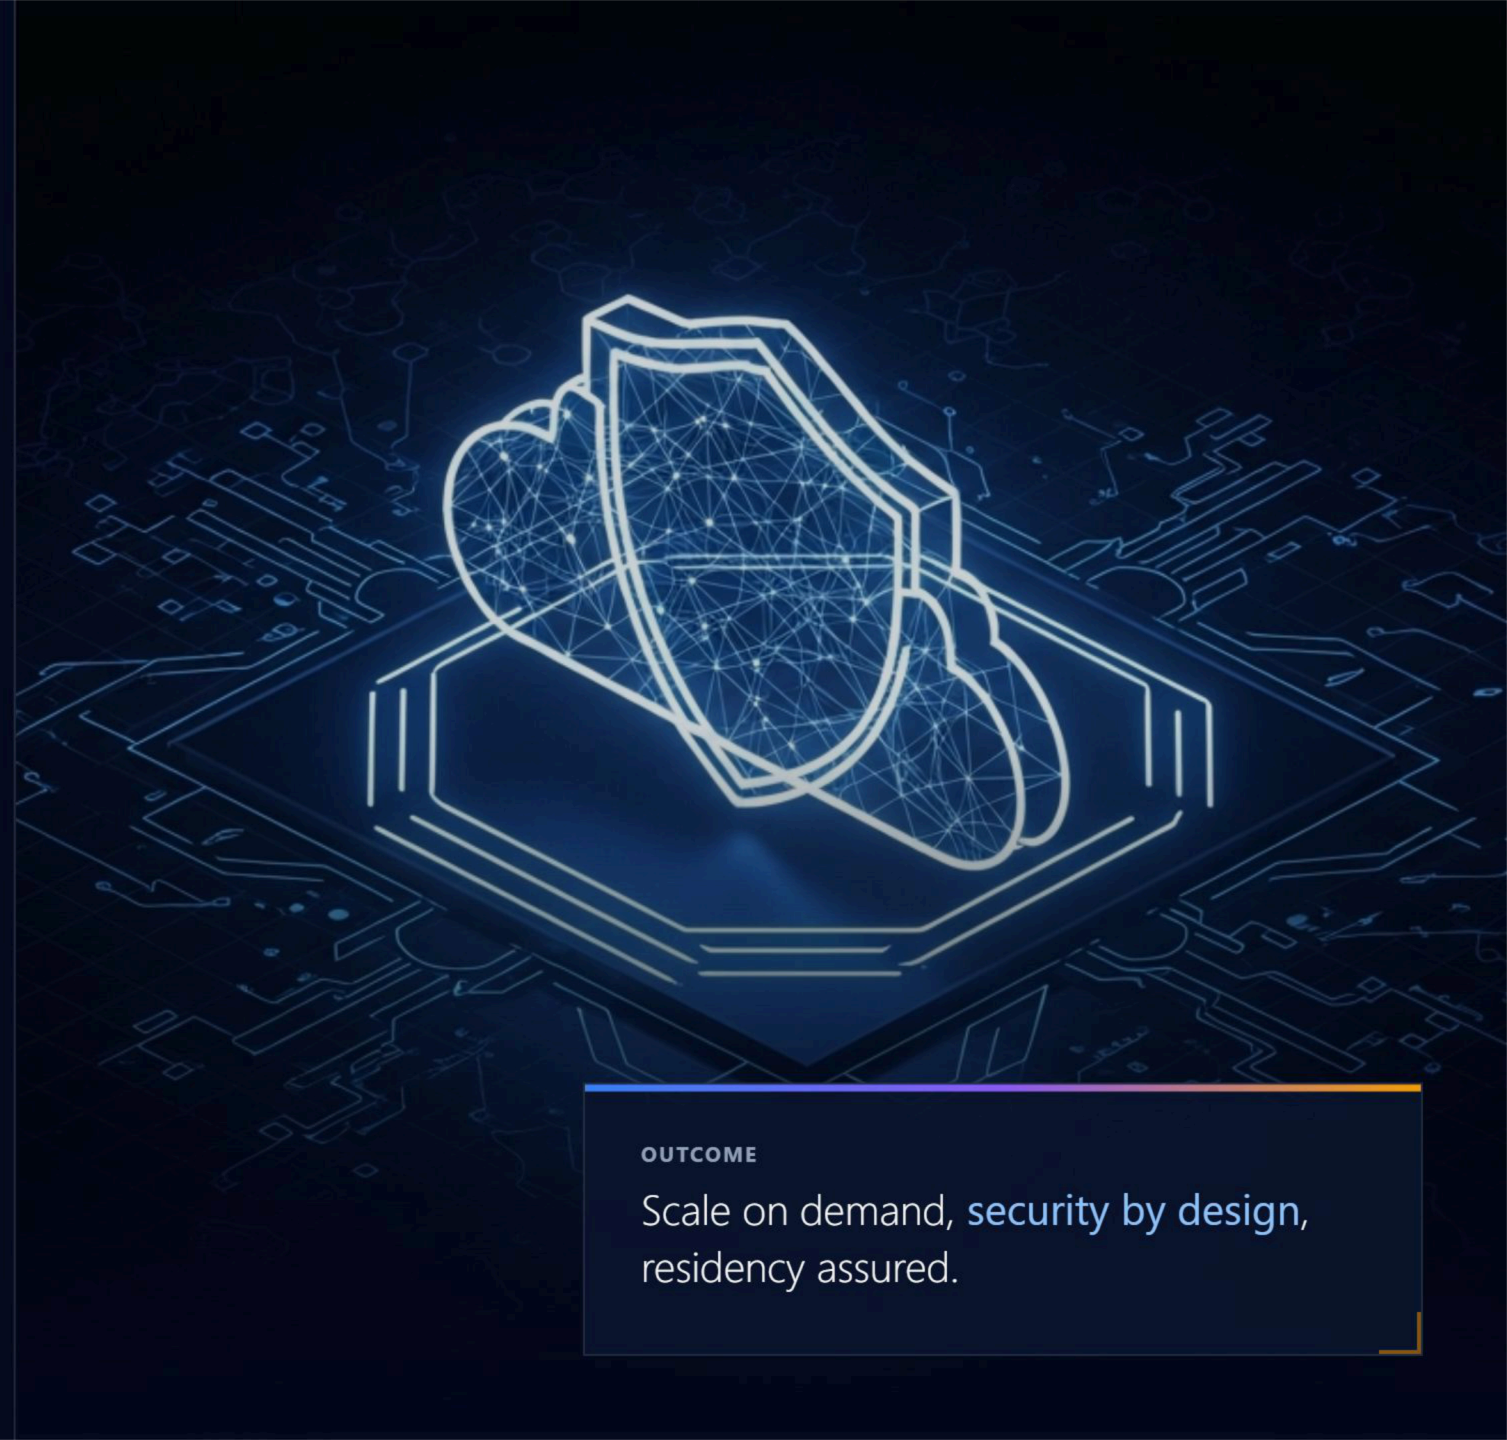 OUTCOME
Scale on demand, security by design,
residency assured.